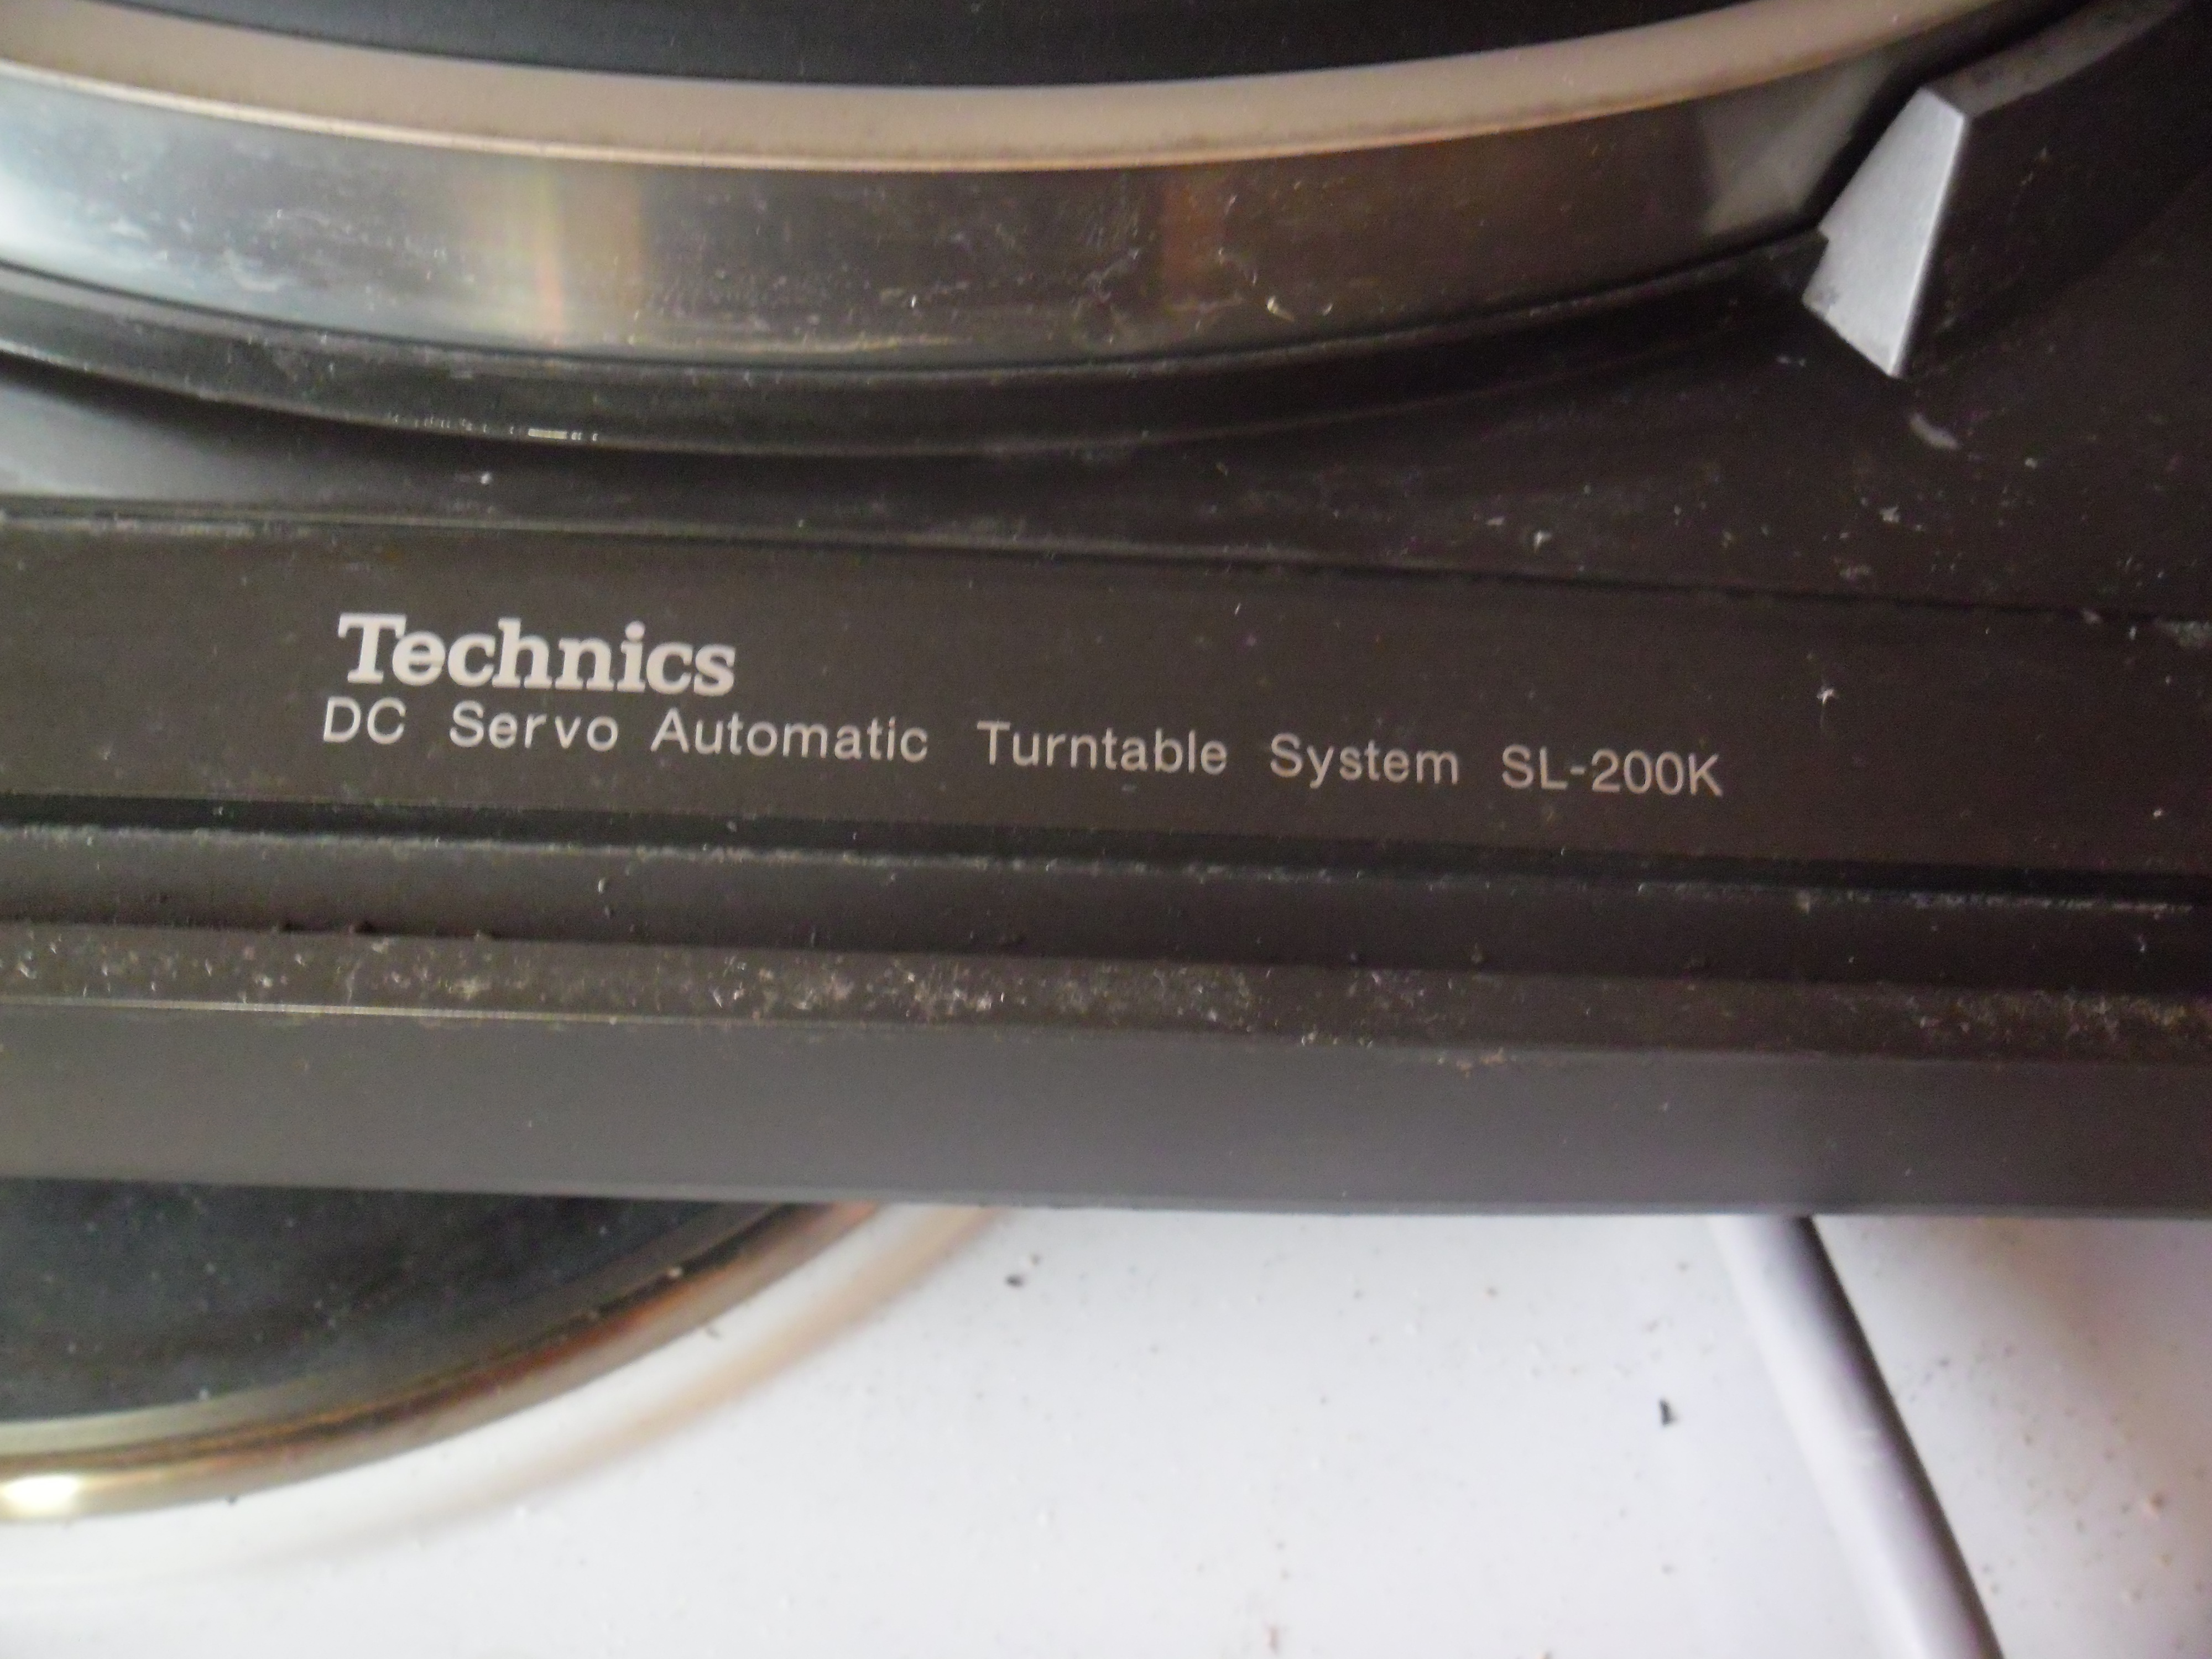 Technics
DC Servo Automatic Turntable System SL-200K